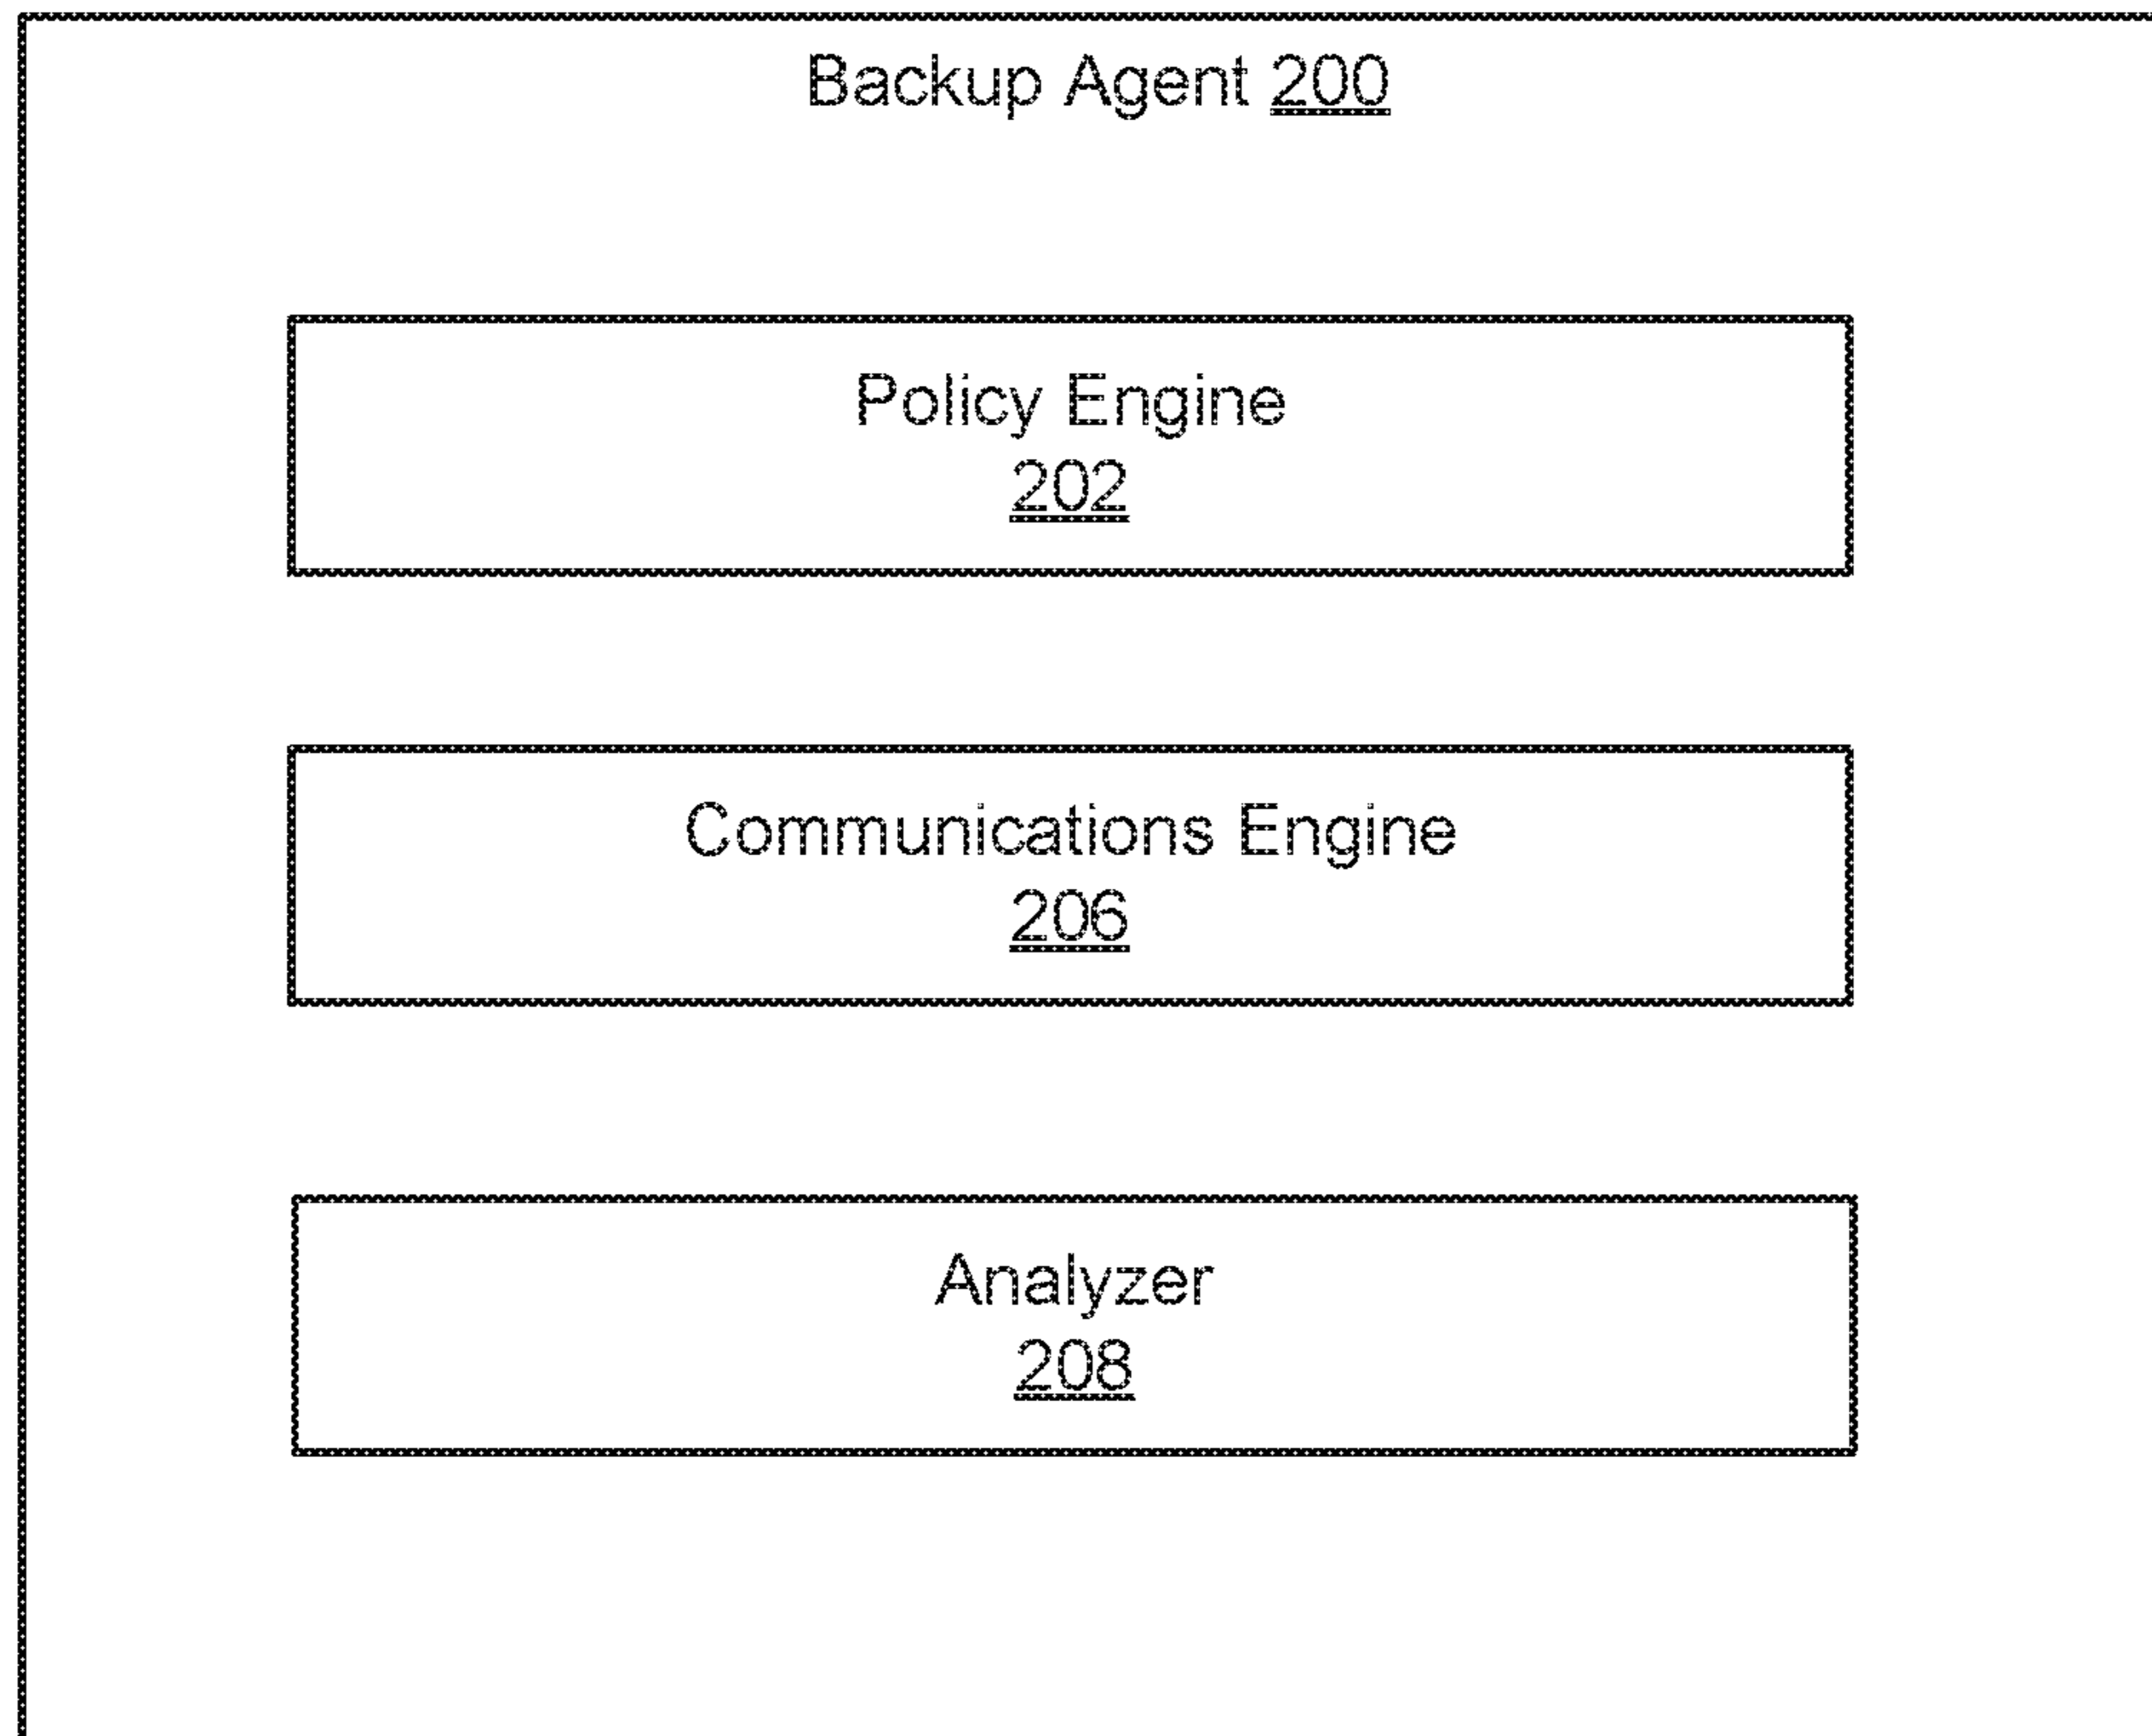 Backup Agent 200
Policy Engine
202
Communications Engine
206
Analyzer
208